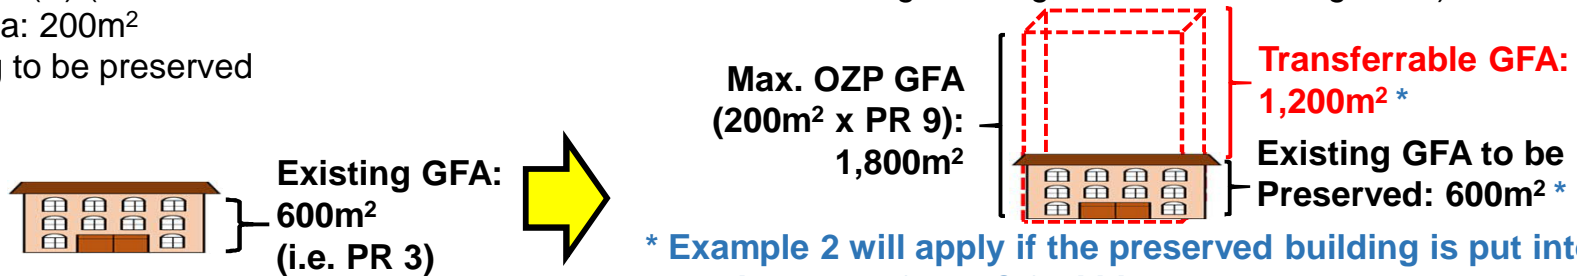 a: 200m²
g to be preserved
Existing GFA:
600m²
(i.e. PR 3)
Max. OZP GFA
(200m² x PR 9):
1,800m²
Transferrable GFA:
1,200m² *
Existing GFA to be
Preserved: 600m² *
* Example 2 will apply if the preserved building is put into